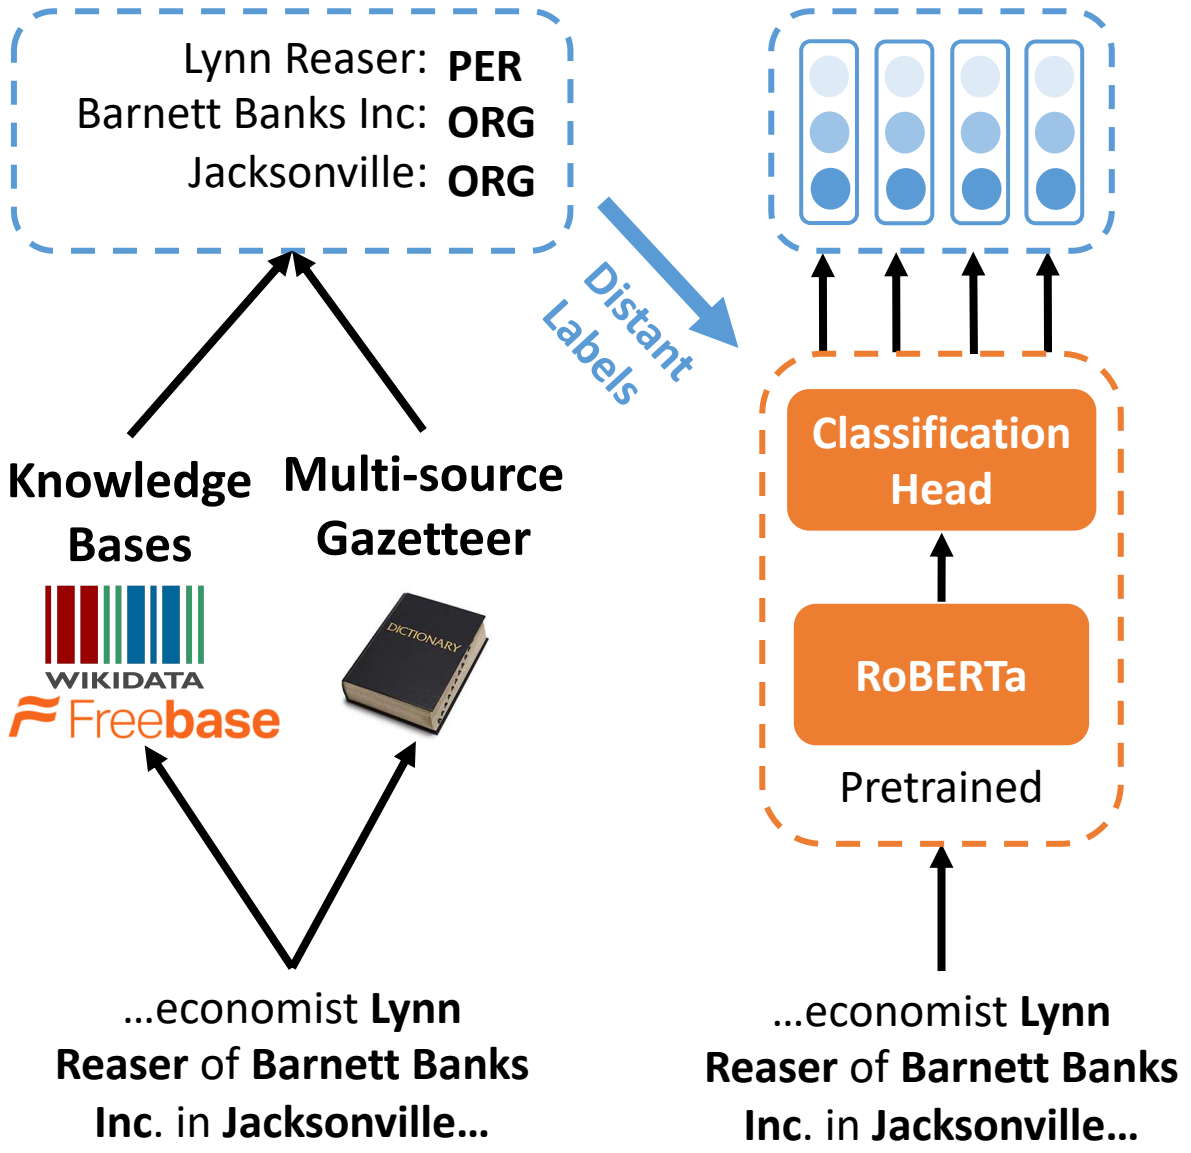 Lynn Reaser: PER
Barnett Banks Inc: ORG
Jacksonville: ORG
Distant
Labels
Knowledge
Bases
WIKIDATA
Freebase
Multi-source
Gazetteer
DICTIONARY
…economist Lynn
Reaser of Barnett Banks
Inc. in Jacksonville…
Classification
Head
RoBERTa
Pretrained
…economist Lynn
Reaser of Barnett Banks
Inc. in Jacksonville…